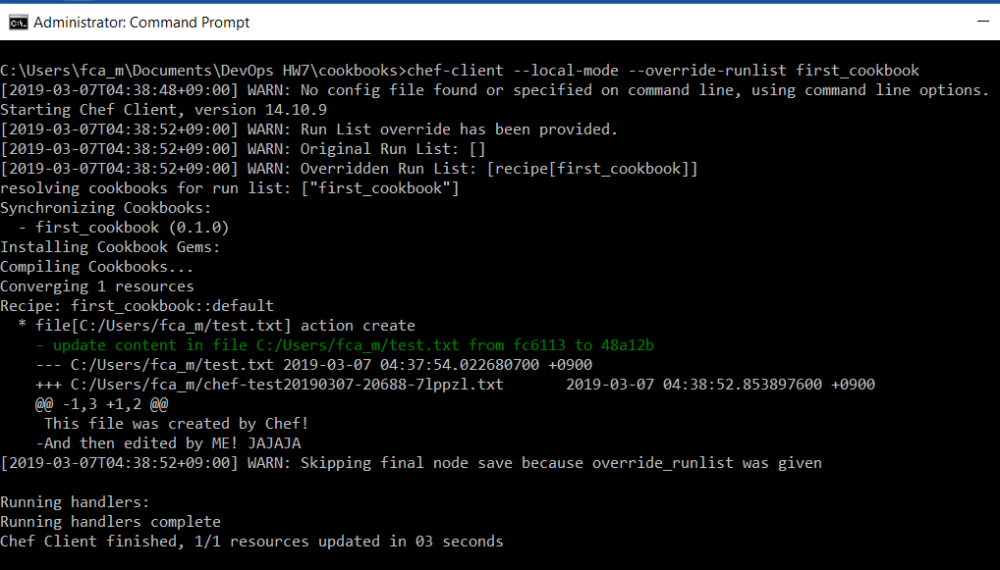 Administrator: Command Prompt
C:\Users\fca_m\Documents\DevOps HW7\cookbooks>chef-client --local-mode --override-runlist first_cookbook
[2019-03-07T04:38:48+09:00] WARN: No config file found or specified on command line, using command line options.
Starting Chef Client, version 14.10.9
[2019-03-07T04:38:52+09:00] WARN: Run List override has been provided.
[2019-03-07T04:38:52+09:00] WARN: Original Run List: []
[2019-03-07T04:38:52+09:00] WARN: Overridden Run List: [recipe[first_cookbook]]
resolving cookbooks for run list: ["first_cookbook"]
Synchronizing Cookbooks:
  - first_cookbook (0.1.0)
Installing Cookbook Gems:
Compiling Cookbooks...
Converging 1 resources
Recipe: first_cookbook::default
  * file[C:/Users/fca_m/test.txt] action create
    - update content in file C:/Users/fca_m/test.txt from fc6113 to 48a12b
    --- C:/Users/fca_m/test.txt 2019-03-07 04:37:54.022680700 +0900
    +++ C:/Users/fca_m/chef-test20190307-20688-7lppzl.txt       2019-03-07 04:38:52.853897600 +0900
    @@ -1,3 +1,2 @@
     This file was created by Chef!
    -And then edited by ME! JAJAJA
[2019-03-07T04:38:52+09:00] WARN: Skipping final node save because override_runlist was given
Running handlers:
Running handlers complete
Chef Client finished, 1/1 resources updated in 03 seconds